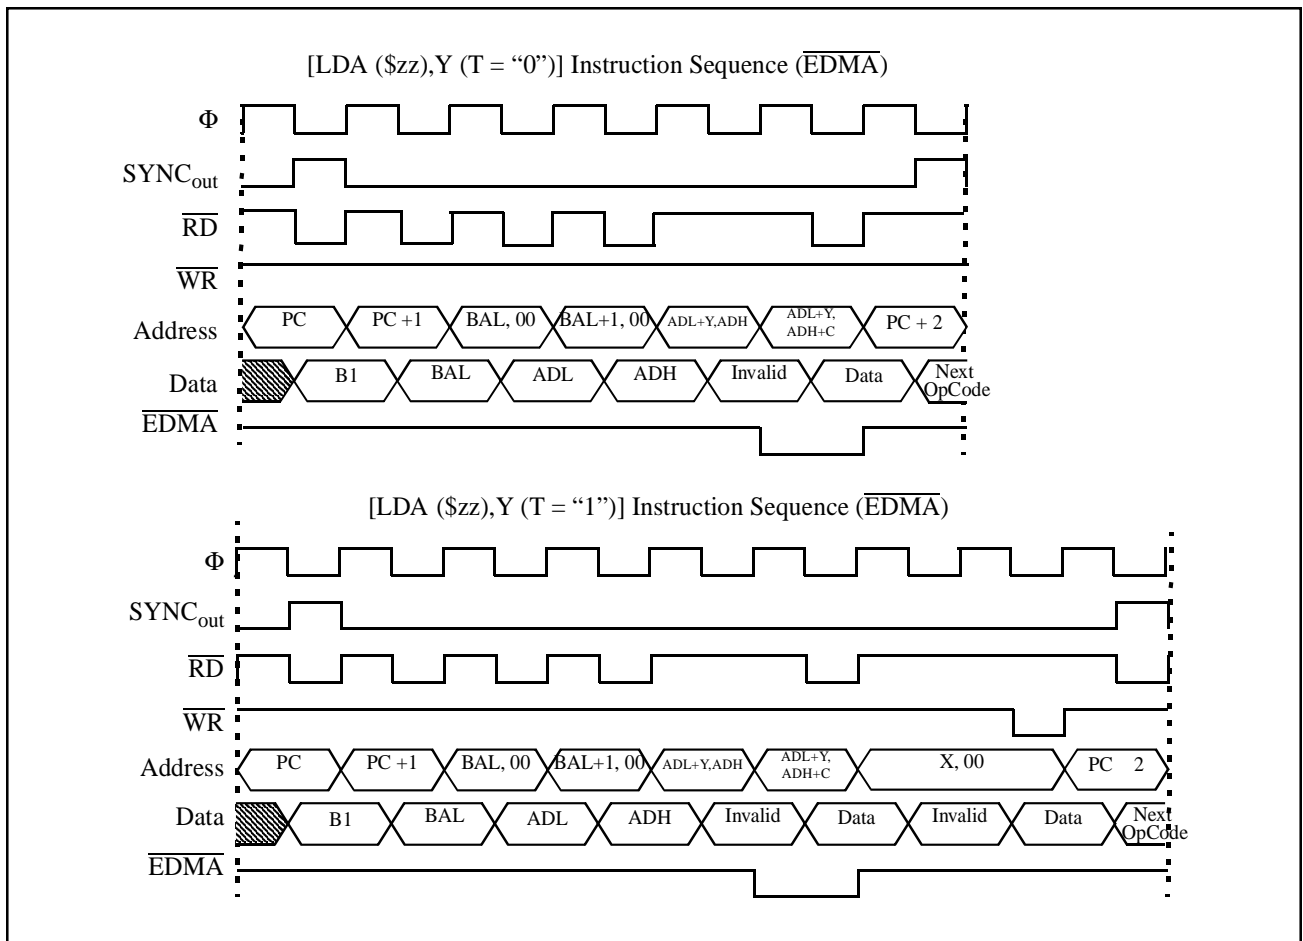 [LDA ($zz),Y (T = “0”)] Instruction Sequence (EDMA)
Φ
SYNCout
RD
WR
Address PC PC +1 BAL, 00 BAL+1, 00 ADL+Y,ADH ADL+Y, ADH+C PC + 2
Data B1 BAL ADL ADH Invalid Data Next OpCode
EDMA
[LDA ($zz),Y (T = “1”)] Instruction Sequence (EDMA)
Φ
SYNCout
RD
WR
Address PC PC +1 BAL, 00 BAL+1, 00 ADL+Y,ADH ADL+Y, ADH+C X, 00 PC 2
Data B1 BAL ADL ADH Invalid Data Invalid Data Next OpCode
EDMA